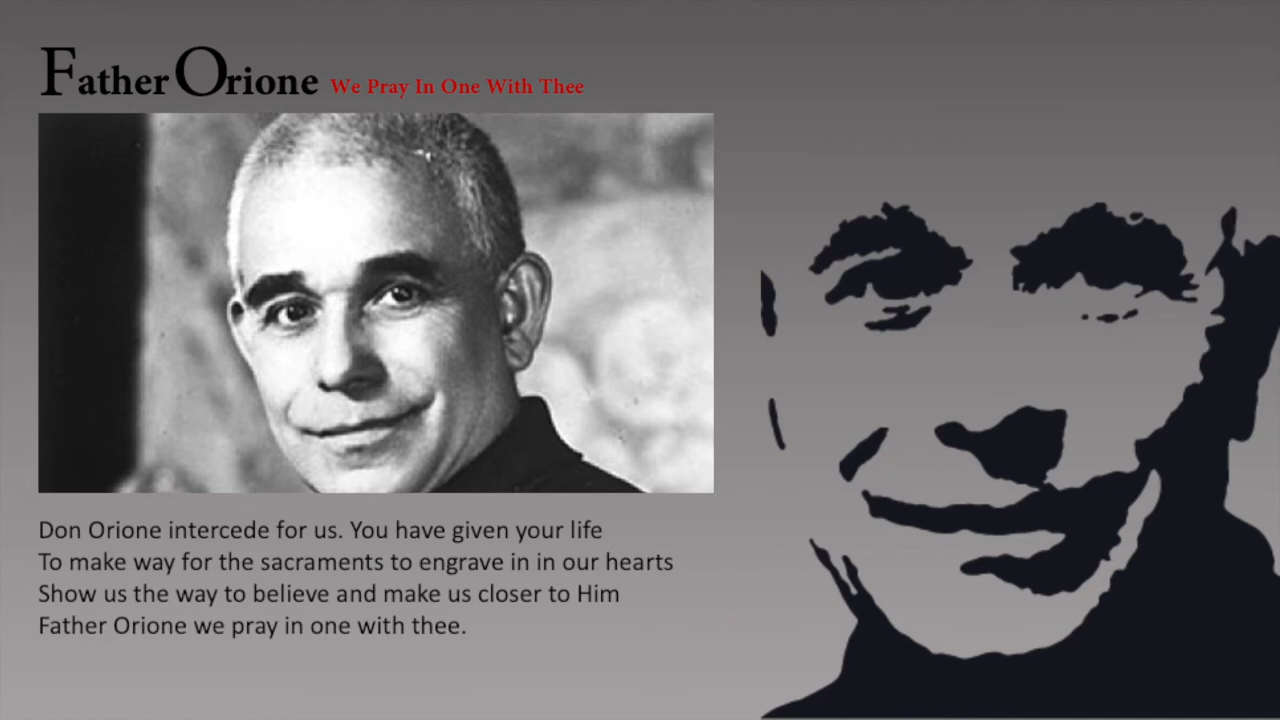 Father Orione We Pray In One With Thee
Don Orione intercede for us. You have given your life
To make way for the sacraments to engrave in in our hearts
Show us the way to believe and make us closer to Him
Father Orione we pray in one with thee.